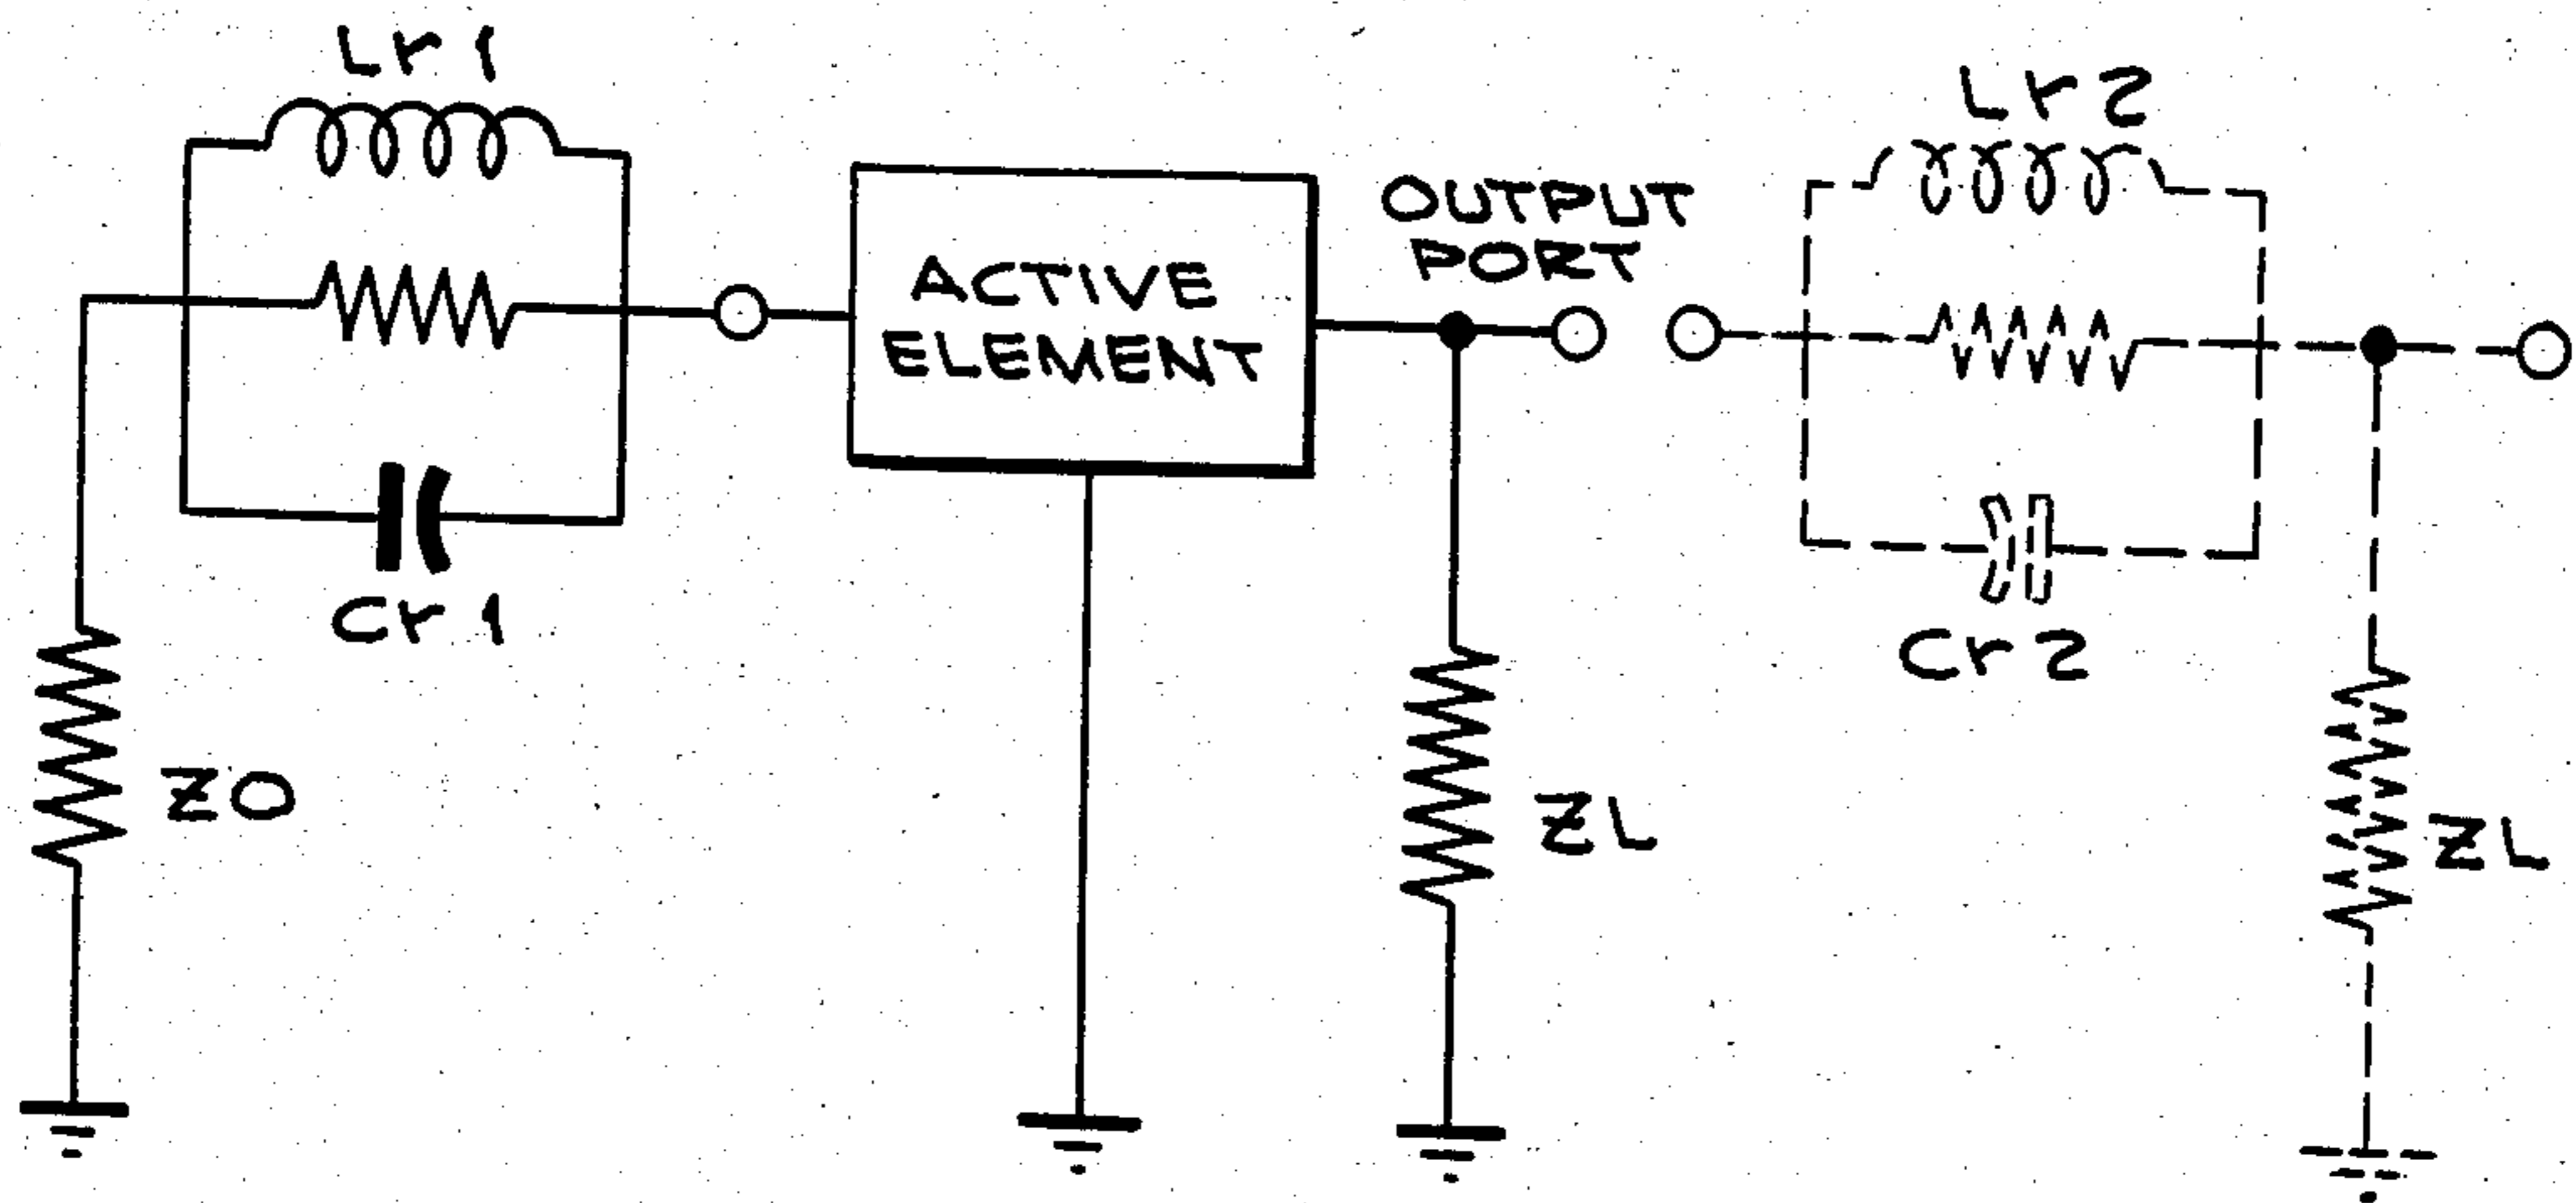 Lr1
Cr1
ZO
ACTIVE
ELEMENT
OUTPUT
PORT
ZL
Lr2
Cr2
ZL